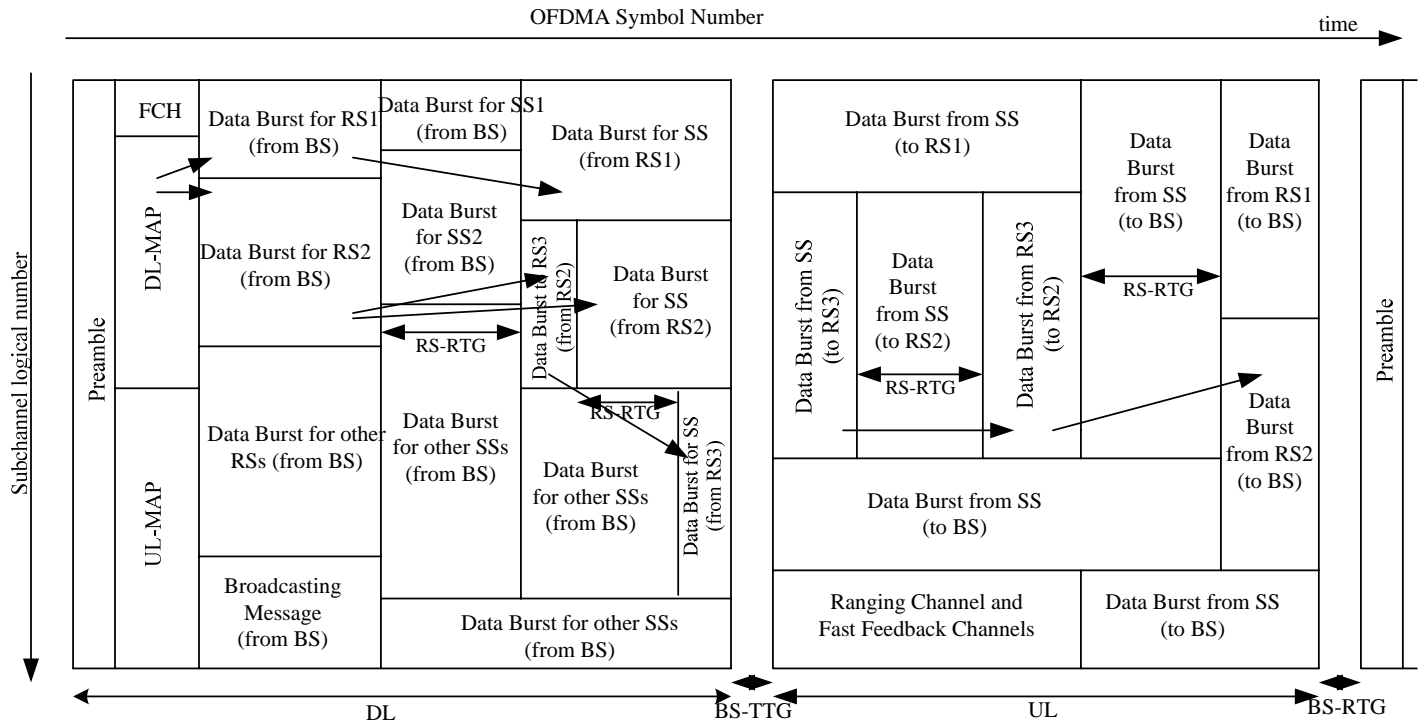 OFDMA Symbol Number
time
Subchannel logical number
Preamble
FCH
DL-MAP
UL-MAP
Data Burst for RS1
(from BS)
Data Burst for RS2
(from BS)
Data Burst for other
RSs (from BS)
Broadcasting
Message
(from BS)
Data Burst for SS1
(from BS)
Data Burst
for SS2
(from BS)
RS-RTG
Data Burst
for other SSs
(from BS)
Data Burst for SS
(from RS1)
Data Burst to RS3
(from RS2)
Data Burst
for SS
(from RS2)
RS-RTG
Data Burst
for other SSs
(from BS)
Data Burst for SS
(from RS3)
Data Burst for other SSs
(from BS)
Data Burst from SS
(to RS1)
Data Burst from SS
(to RS3)
Data
Burst
from SS
(to RS2)
RS-RTG
Data Burst from RS3
(to RS2)
Data
Burst
from SS
(to BS)
RS-RTG
Data
Burst
from RS1
(to BS)
Data
Burst
from RS2
(to BS)
Data Burst from SS
(to BS)
Ranging Channel and
Fast Feedback Channels
Data Burst from SS
(to BS)
Preamble
DL
BS-TTG
UL
BS-RTG